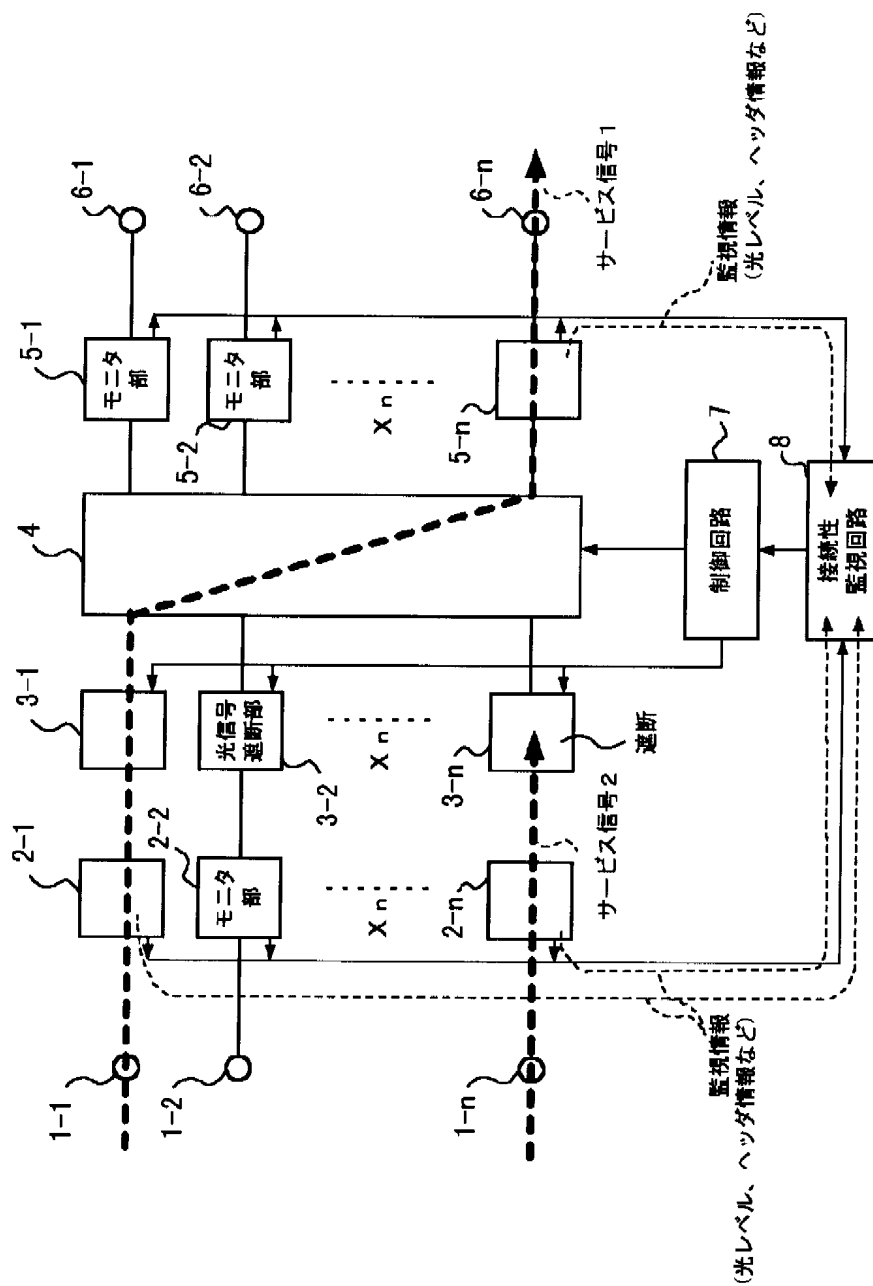 1-1
2-1
3-1
4
5-1
6-1
モニタ
部
1-2
2-2
モニタ
部
光信号
遮断部
3-2
5-2
モニタ
部
6-2
Xn
Xn
Xn
1-n
2-n
3-n
5-n
6-n
サービス信号2
遮断
サービス信号1
制御回路
7
接続性
監視回路
8
監視情報
(光レベル、ヘッダ情報など)
監視情報
(光レベル、ヘッダ情報など)